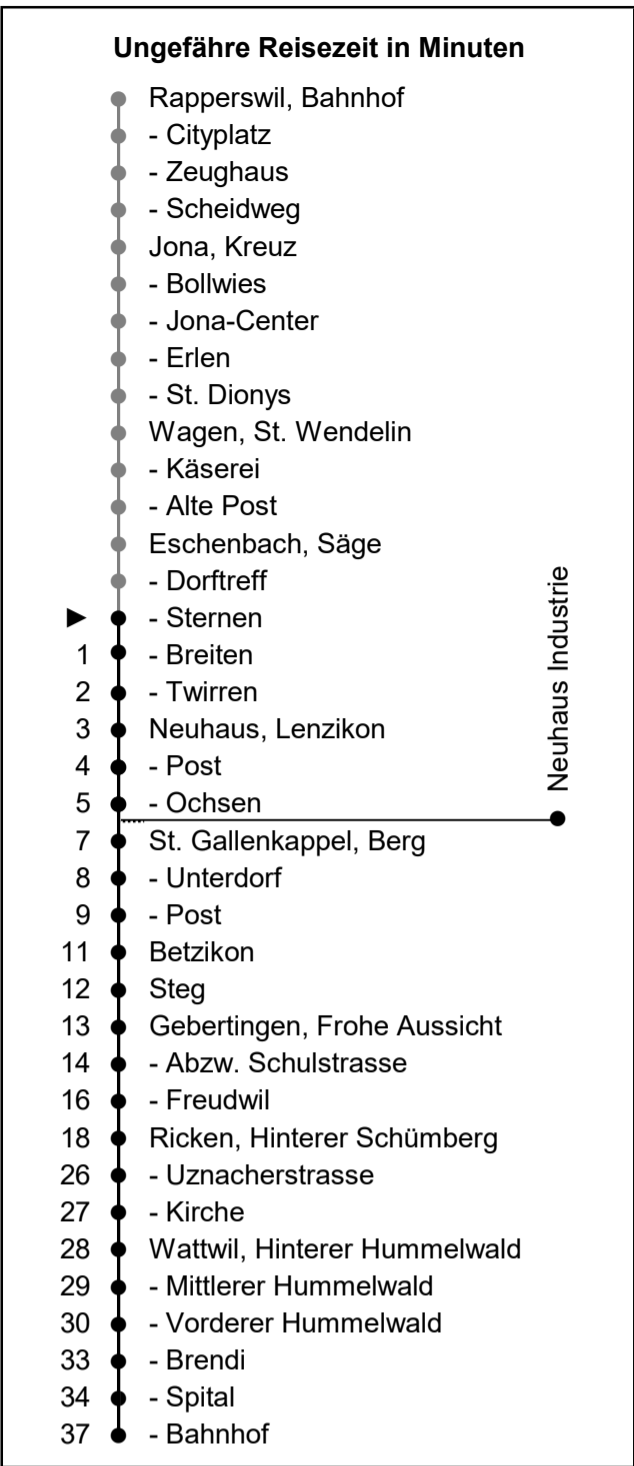 Ungefähre Reisezeit in Minuten
Rapperswil, Bahnhof
- Cityplatz
- Zeughaus
- Scheidweg
Jona, Kreuz
- Bollwies
- Jona-Center
- Erlen
- St. Dionys
Wagen, St. Wendelin
- Käserei
- Alte Post
Eschenbach, Säge
- Dorftreff
► - Sternen
1 - Breiten
2 - Twirren
3 Neuhaus, Lenzikon
4 - Post
5 - Ochsen
Neuhaus Industrie
7 St. Gallenkappel, Berg
8 - Unterdorf
9 - Post
11 Betzikon
12 Steg
13 Gebertingen, Frohe Aussicht
14 - Abzw. Schulstrasse
16 - Freudwil
18 Ricken, Hinterer Schümberg
26 - Uznacherstrasse
27 - Kirche
28 Wattwil, Hinterer Hummelwald
29 - Mittlerer Hummelwald
30 - Vorderer Hummelwald
33 - Brendi
34 - Spital
37 - Bahnhof